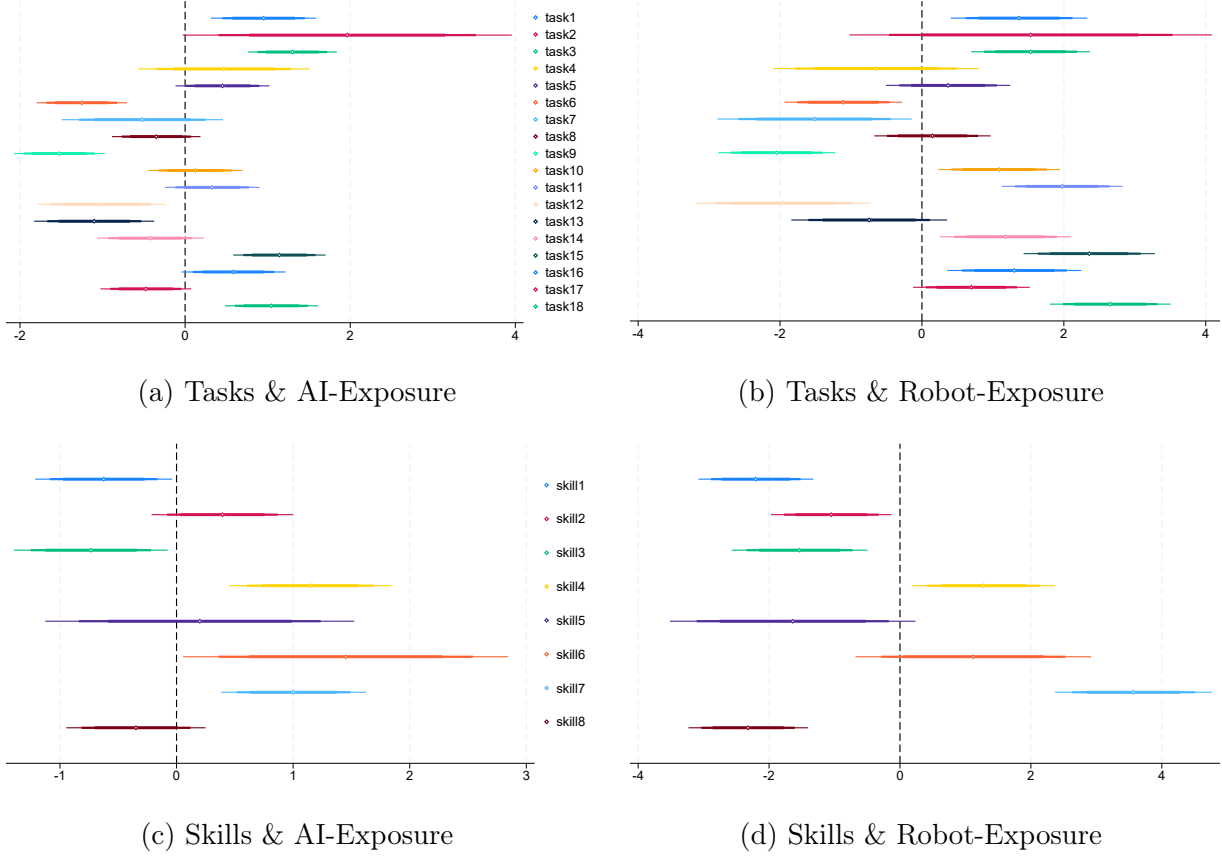 task1
task2
task3
task4
task5
task6
task7
task8
task9
task10
task11
task12
task13
task14
task15
task16
task17
task18
-2 0 2 4
-4 -2 0 2 4
(a) Tasks & AI-Exposure
(b) Tasks & Robot-Exposure
skill1
skill2
skill3
skill4
skill5
skill6
skill7
skill8
-1 0 1 2 3
-4 -2 0 2 4
(c) Skills & AI-Exposure
(d) Skills & Robot-Exposure